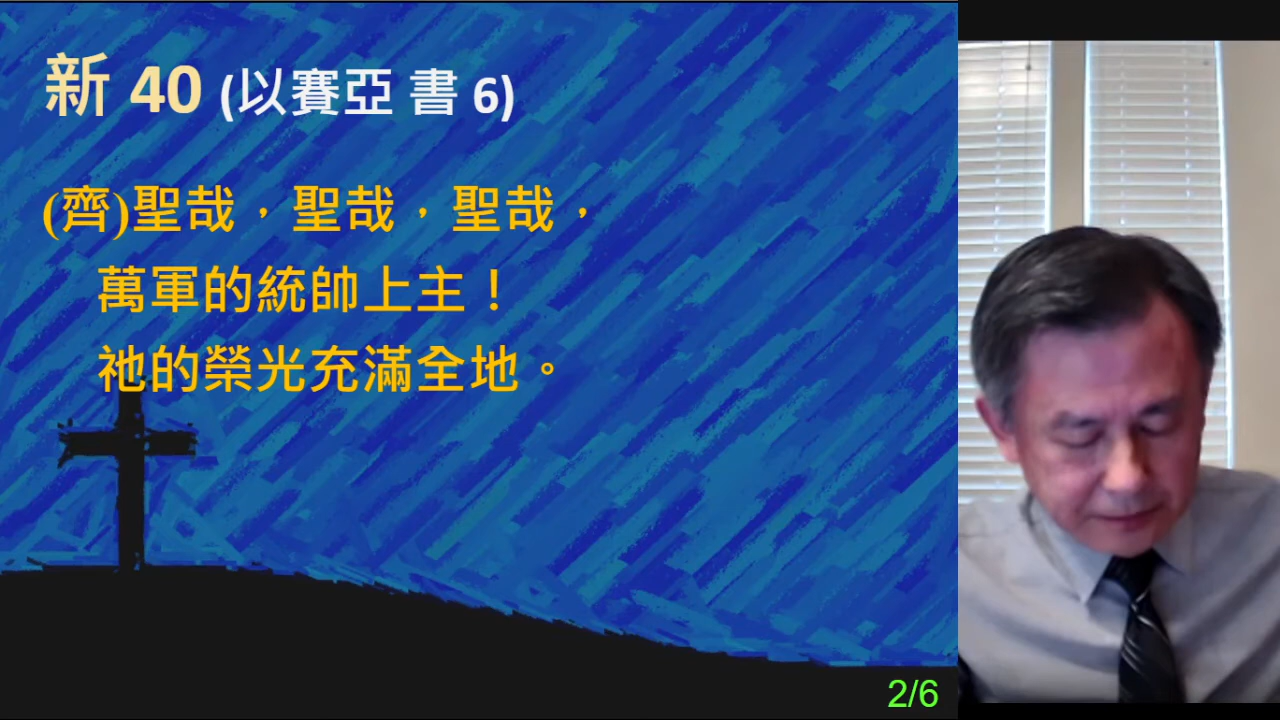 新 40 (以賽亞 書 6)
(齊)聖哉，聖哉，聖哉，
萬軍的統帥上主！
祂的榮光充滿全地。
2/6